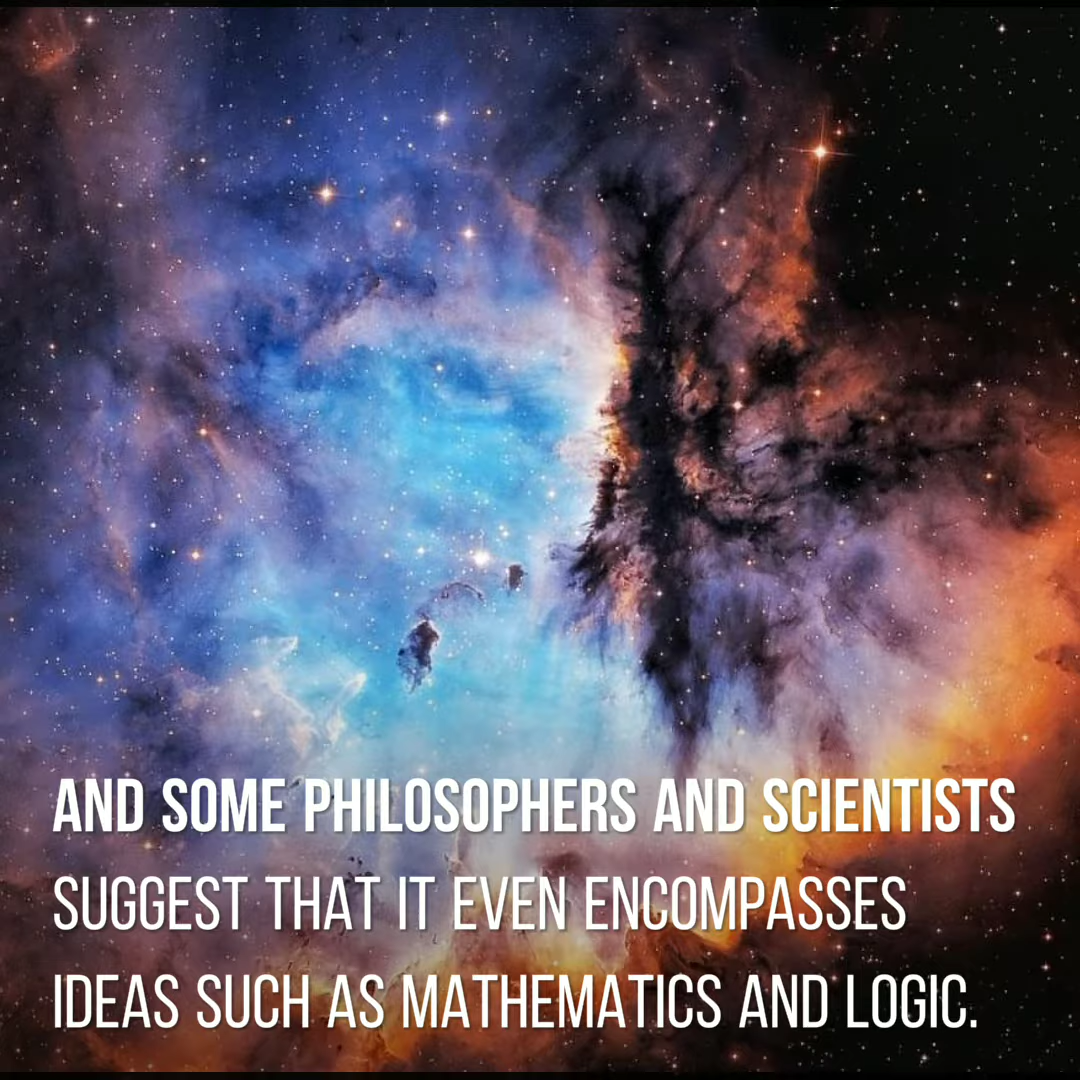 AND SOME PHILOSOPHERS AND SCIENTISTS
SUGGEST THAT IT EVEN ENCOMPASSES
IDEAS SUCH AS MATHEMATICS AND LOGIC.